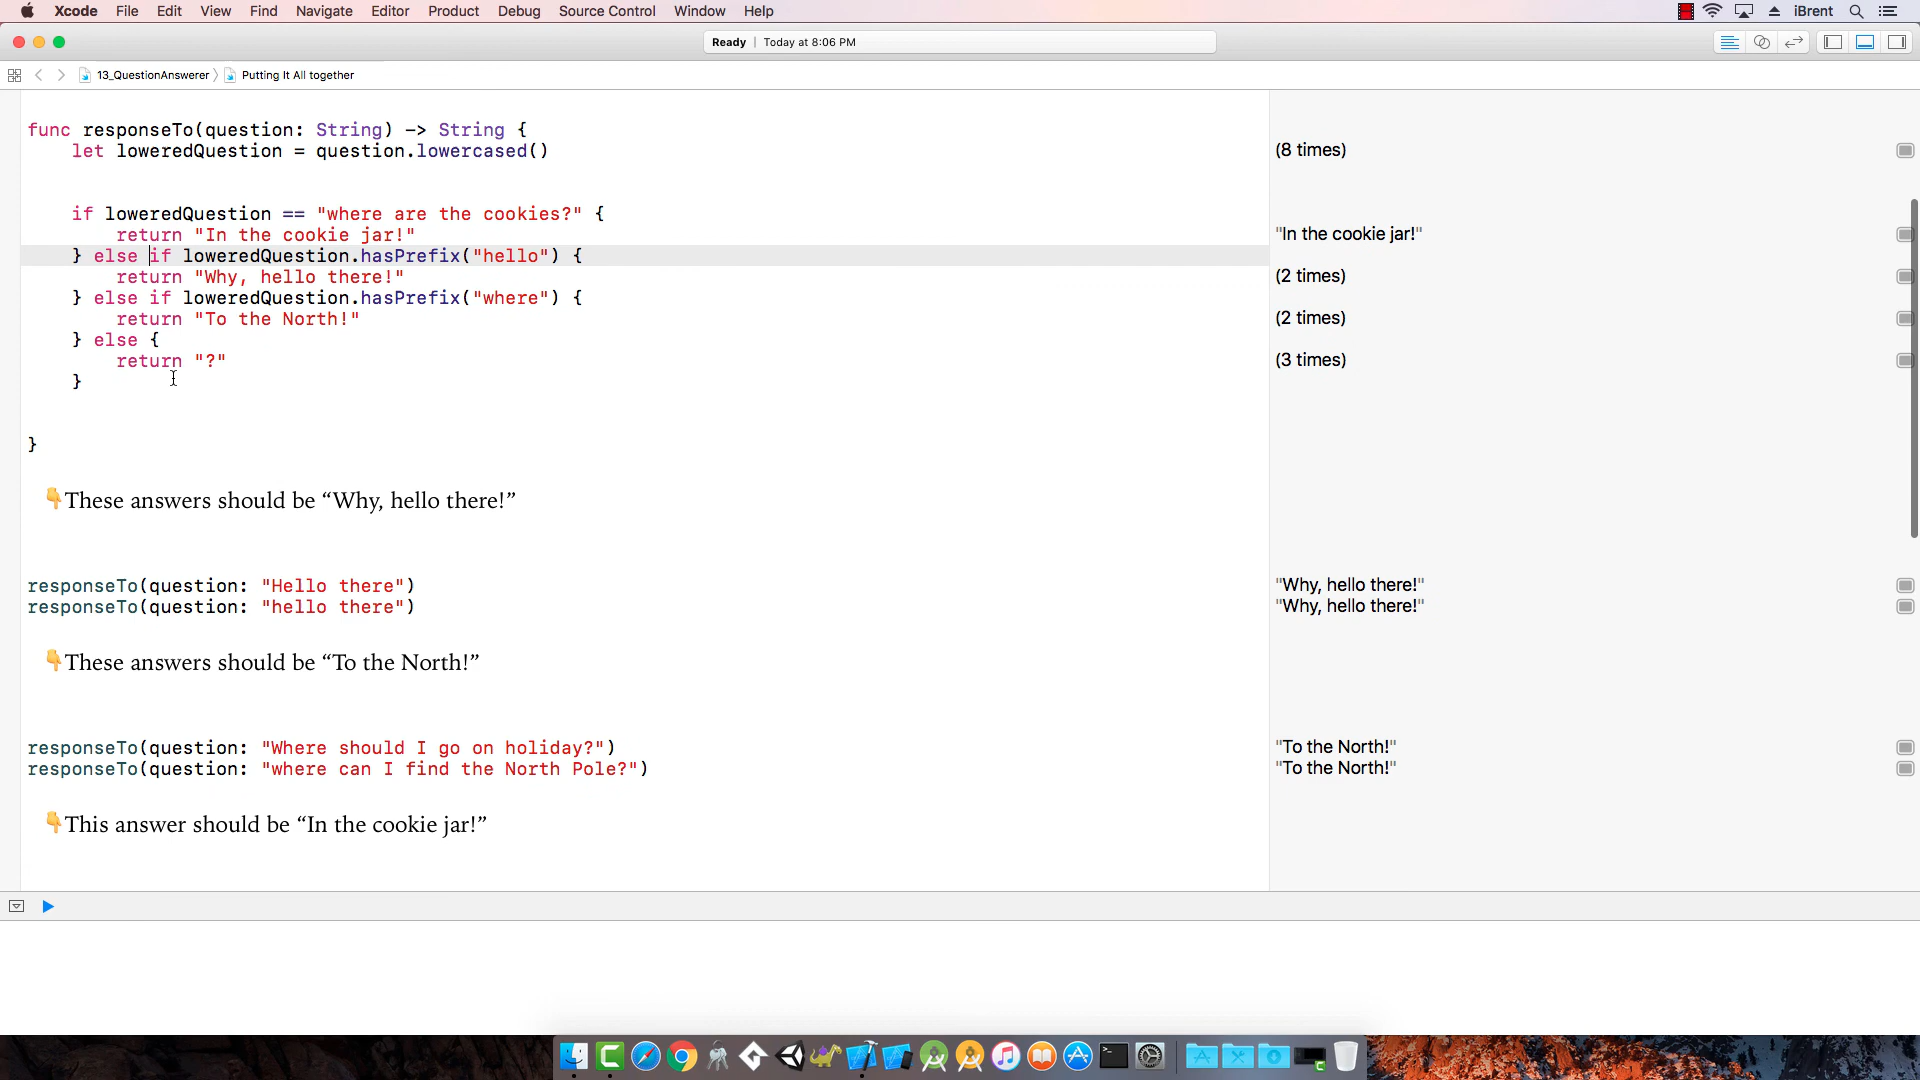 Xcode File Edit View Find Navigate Editor Product Debug Source Control Window Help iBrent
Ready | Today at 8:06 PM
13_QuestionAnswerer Putting It All together
func responseTo(question: String) -> String {
let loweredQuestion = question.lowercased() (8 times)
if loweredQuestion == "where are the cookies?" {
return "In the cookie jar!" "In the cookie jar!"
} else if loweredQuestion.hasPrefix("hello") {
return "Why, hello there!" (2 times)
} else if loweredQuestion.hasPrefix("where") {
return "To the North!" (2 times)
} else {
return "?" (3 times)
}
}
👇These answers should be “Why, hello there!”
responseTo(question: "Hello there") "Why, hello there!"
responseTo(question: "hello there") "Why, hello there!"
👇These answers should be “To the North!”
responseTo(question: "Where should I go on holiday?") "To the North!"
responseTo(question: "where can I find the North Pole?") "To the North!"
👇This answer should be “In the cookie jar!”